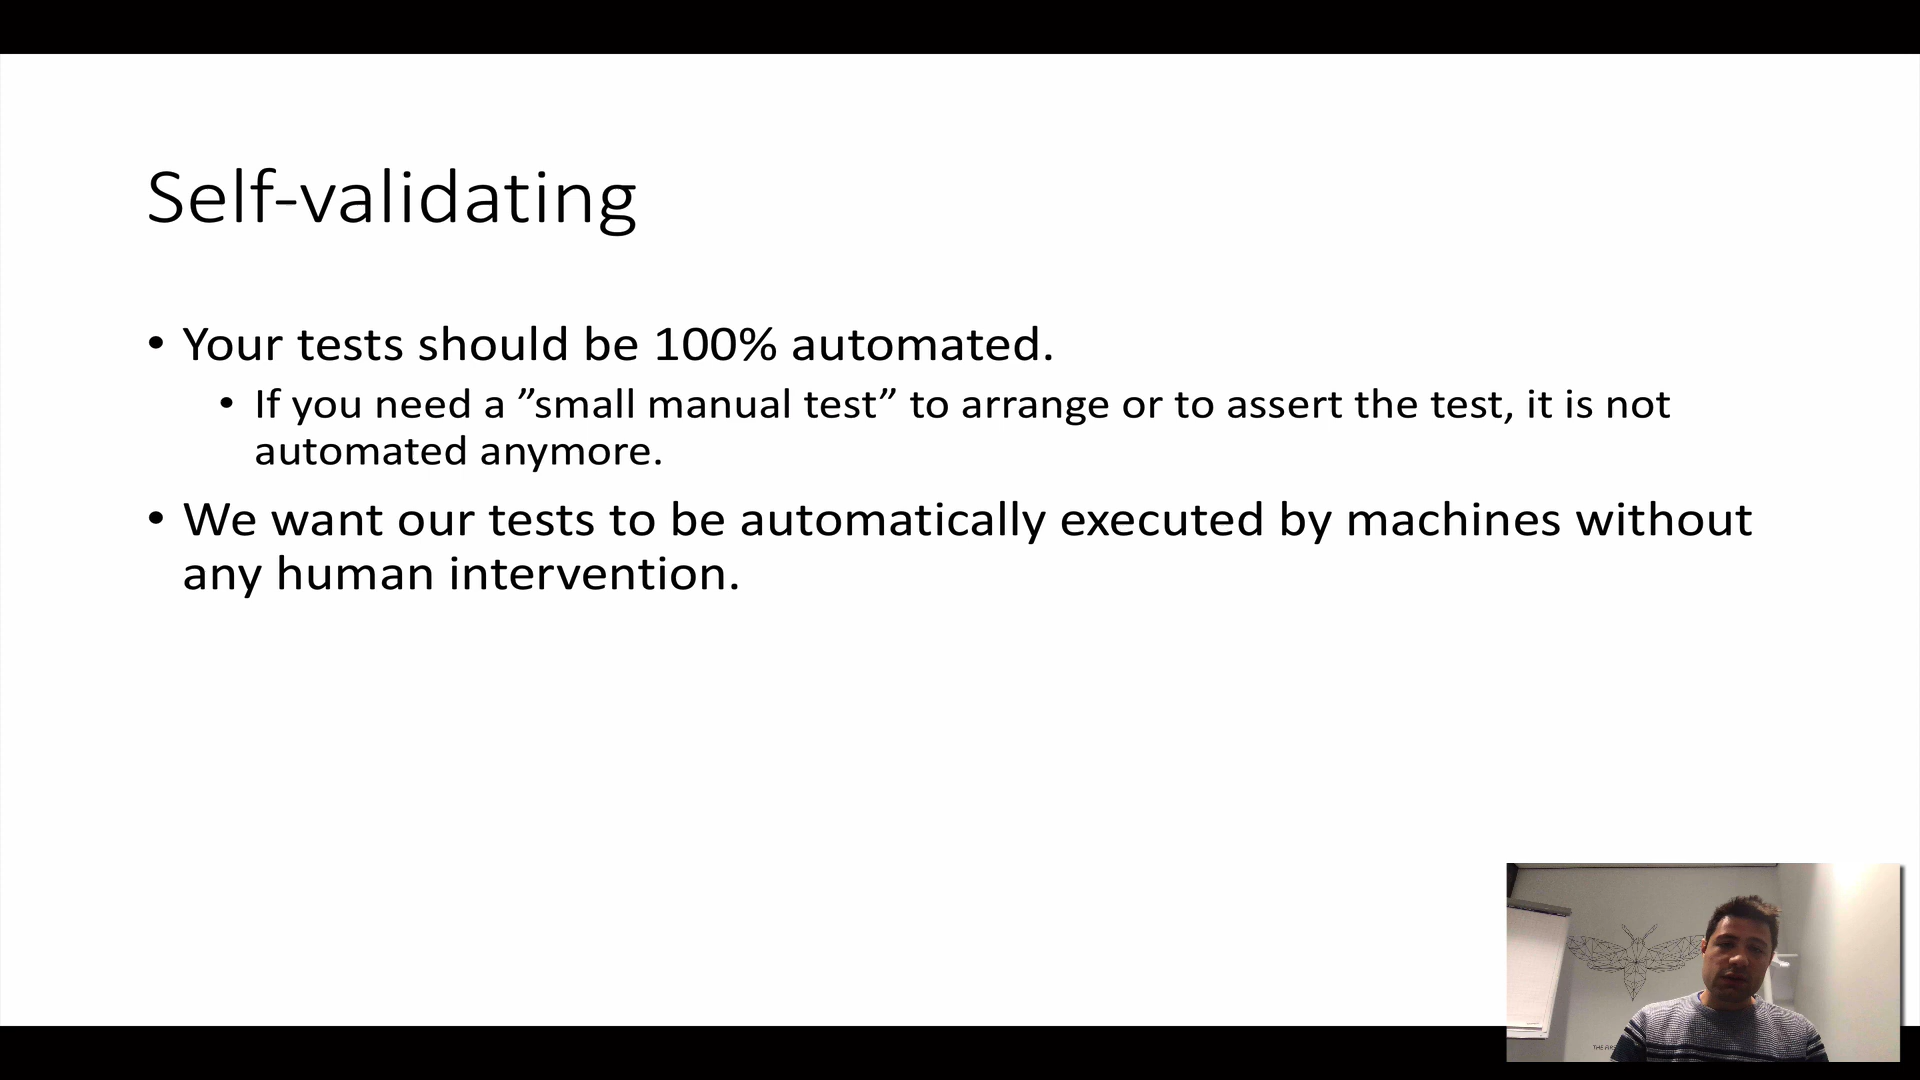 Self-validating
• Your tests should be 100% automated.
• If you need a ”small manual test” to arrange or to assert the test, it is not
automated anymore.
• We want our tests to be automatically executed by machines without
any human intervention.